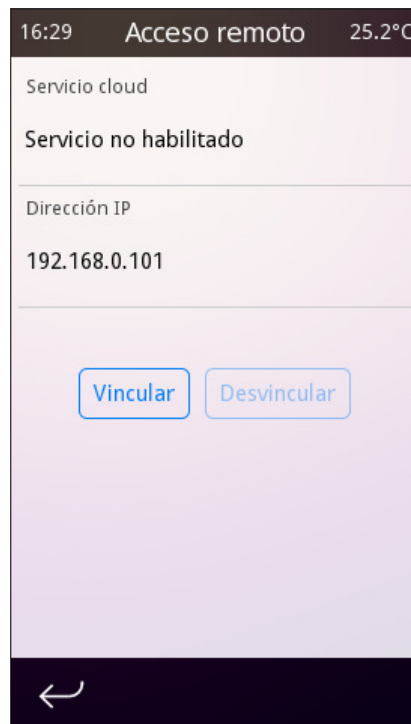 16:29 Acceso remoto 25.2°C
Servicio cloud
Servicio no habilitado
Dirección IP
192.168.0.101
Vincular Desvincular